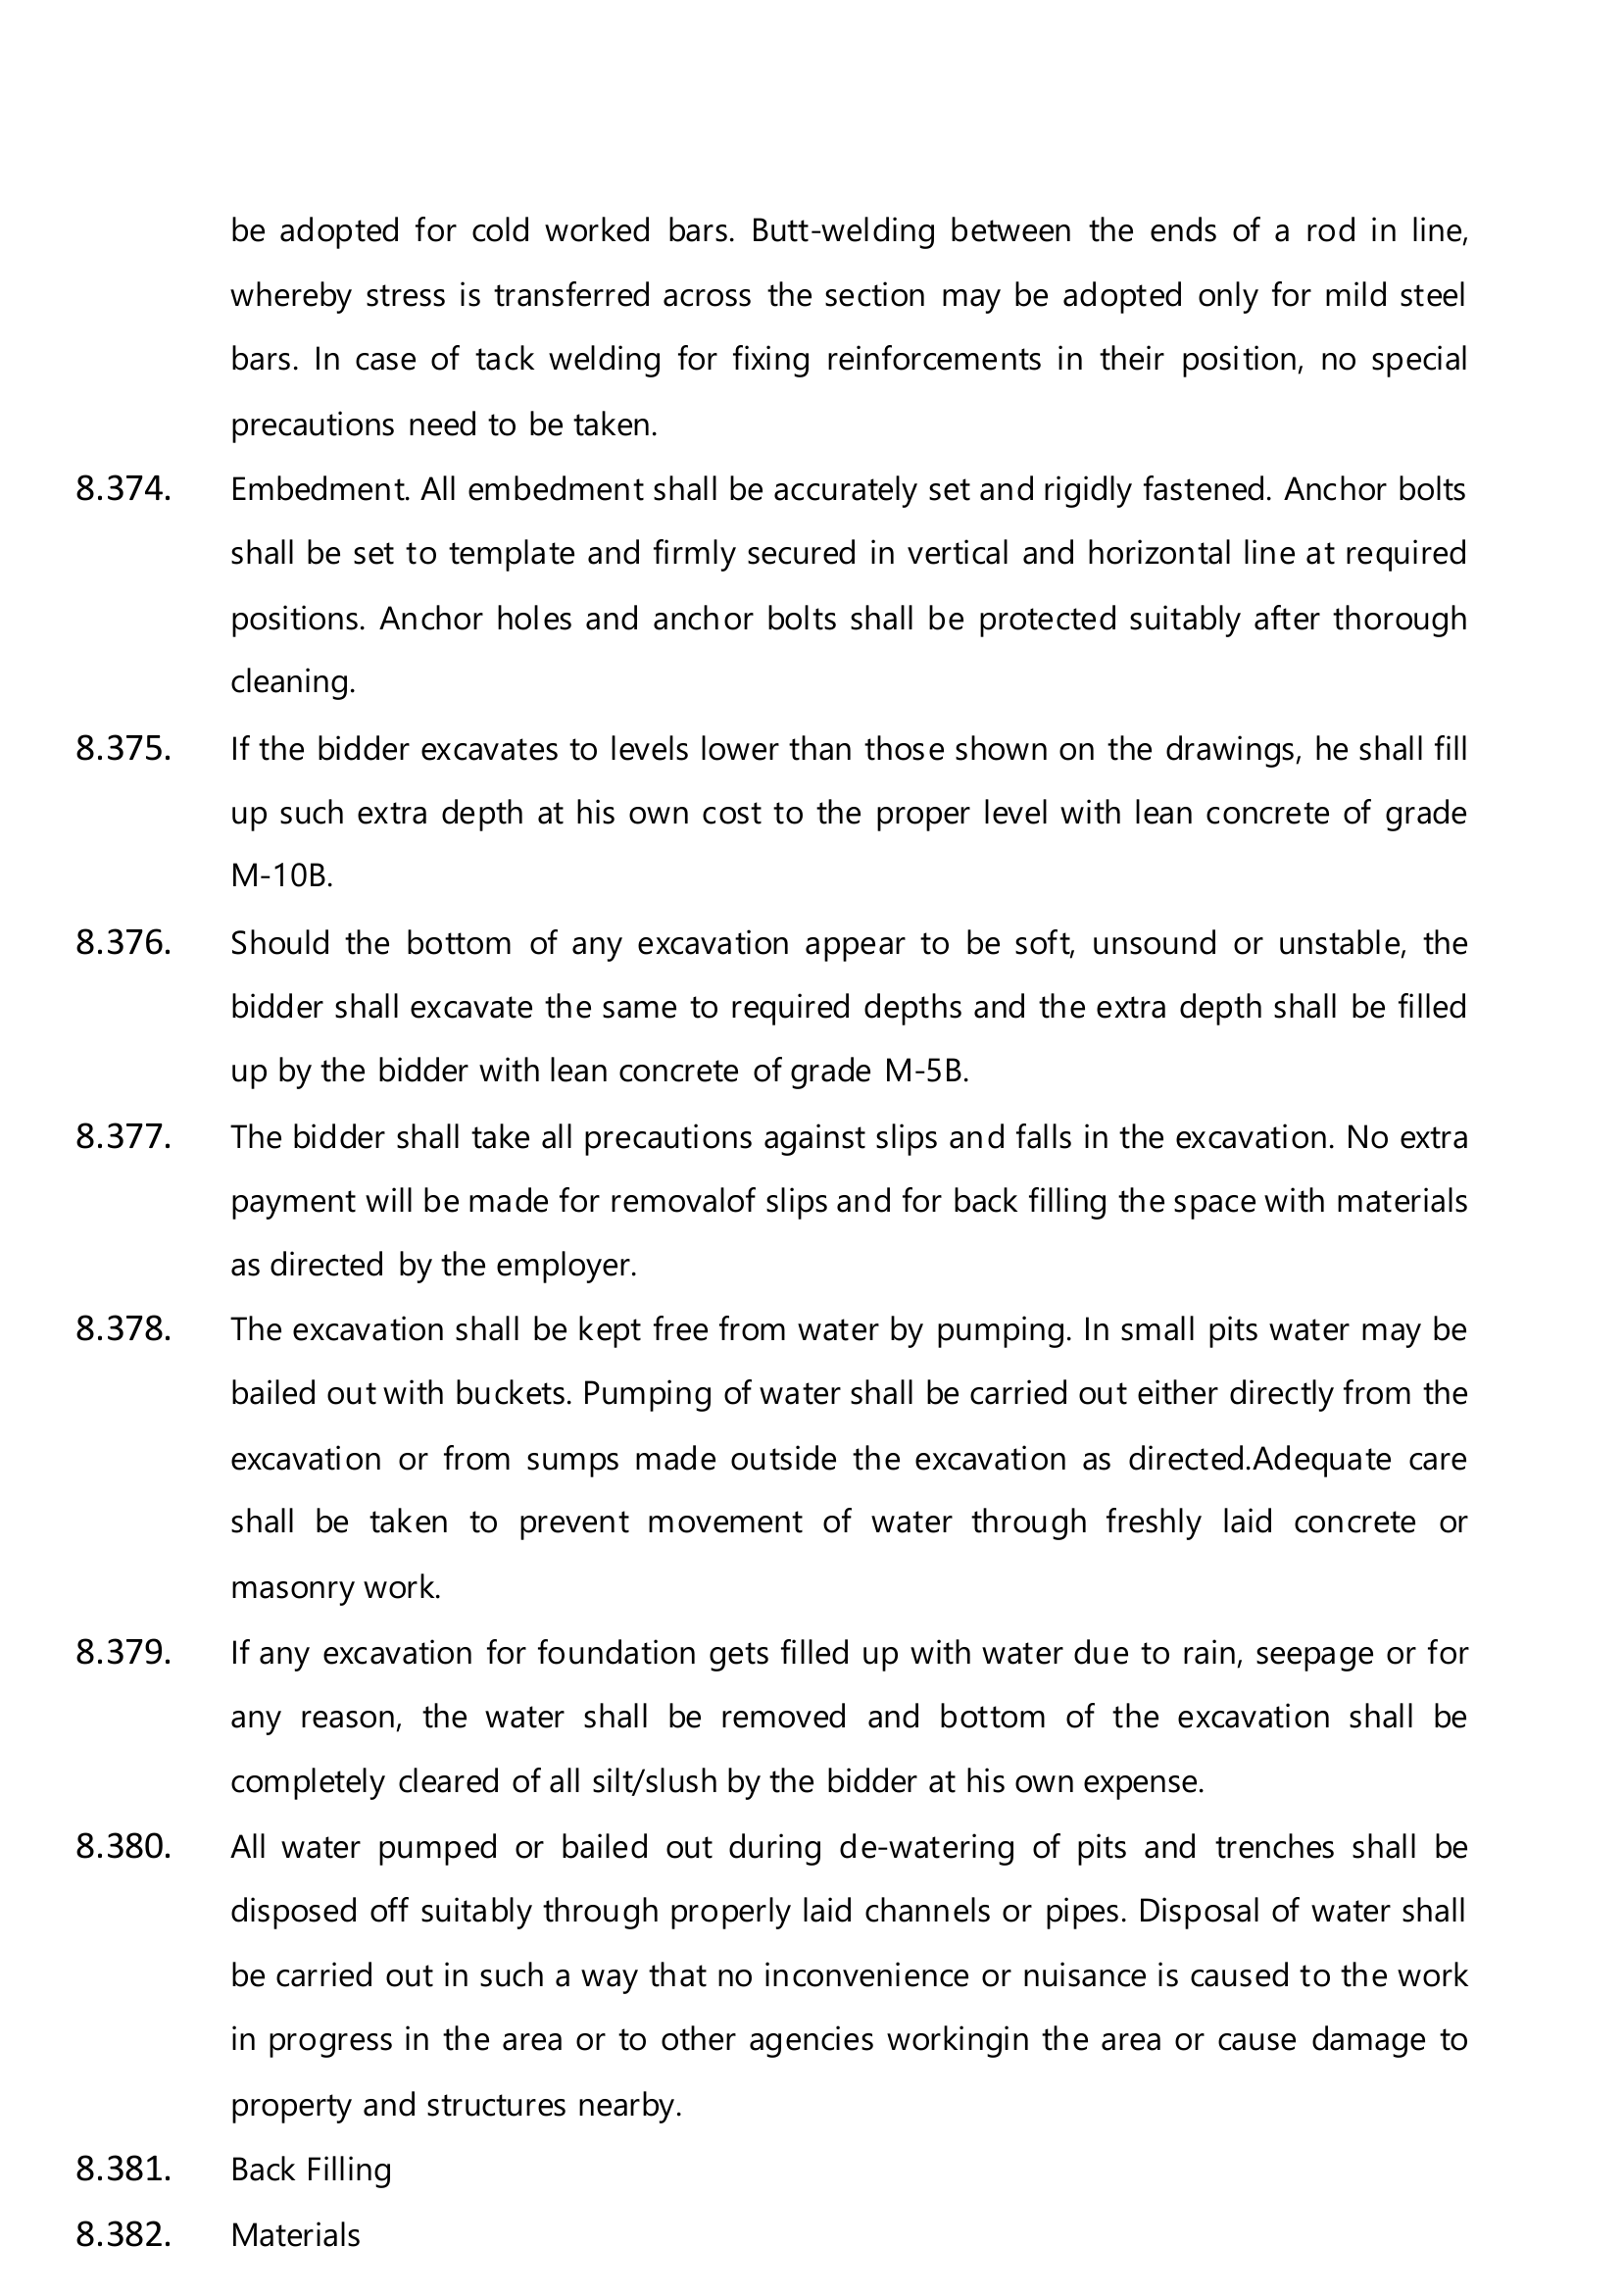 be adopted for cold worked bars. Butt-welding between the ends of a rod in line,
whereby stress is transferred across the section may be adopted only for mild steel
bars. In case of tack welding for fixing reinforcements in their position, no special
precautions need to be taken.
8.374. Embedment. All embedment shall be accurately set and rigidly fastened. Anchor bolts
shall be set to template and firmly secured in vertical and horizontal line at required
positions. Anchor holes and anchor bolts shall be protected suitably after thorough
cleaning.
8.375. If the bidder excavates to levels lower than those shown on the drawings, he shall fill
up such extra depth at his own cost to the proper level with lean concrete of grade
M-10B.
8.376. Should the bottom of any excavation appear to be soft, unsound or unstable, the
bidder shall excavate the same to required depths and the extra depth shall be filled
up by the bidder with lean concrete of grade M-5B.
8.377. The bidder shall take all precautions against slips and falls in the excavation. No extra
payment will be made for removalof slips and for back filling the space with materials
as directed by the employer.
8.378. The excavation shall be kept free from water by pumping. In small pits water may be
bailed out with buckets. Pumping of water shall be carried out either directly from the
excavation or from sumps made outside the excavation as directed.Adequate care
shall be taken to prevent movement of water through freshly laid concrete or
masonry work.
8.379. If any excavation for foundation gets filled up with water due to rain, seepage or for
any reason, the water shall be removed and bottom of the excavation shall be
completely cleared of all silt/slush by the bidder at his own expense.
8.380. All water pumped or bailed out during de-watering of pits and trenches shall be
disposed off suitably through properly laid channels or pipes. Disposal of water shall
be carried out in such a way that no inconvenience or nuisance is caused to the work
in progress in the area or to other agencies workingin the area or cause damage to
property and structures nearby.
8.381. Back Filling
8.382. Materials